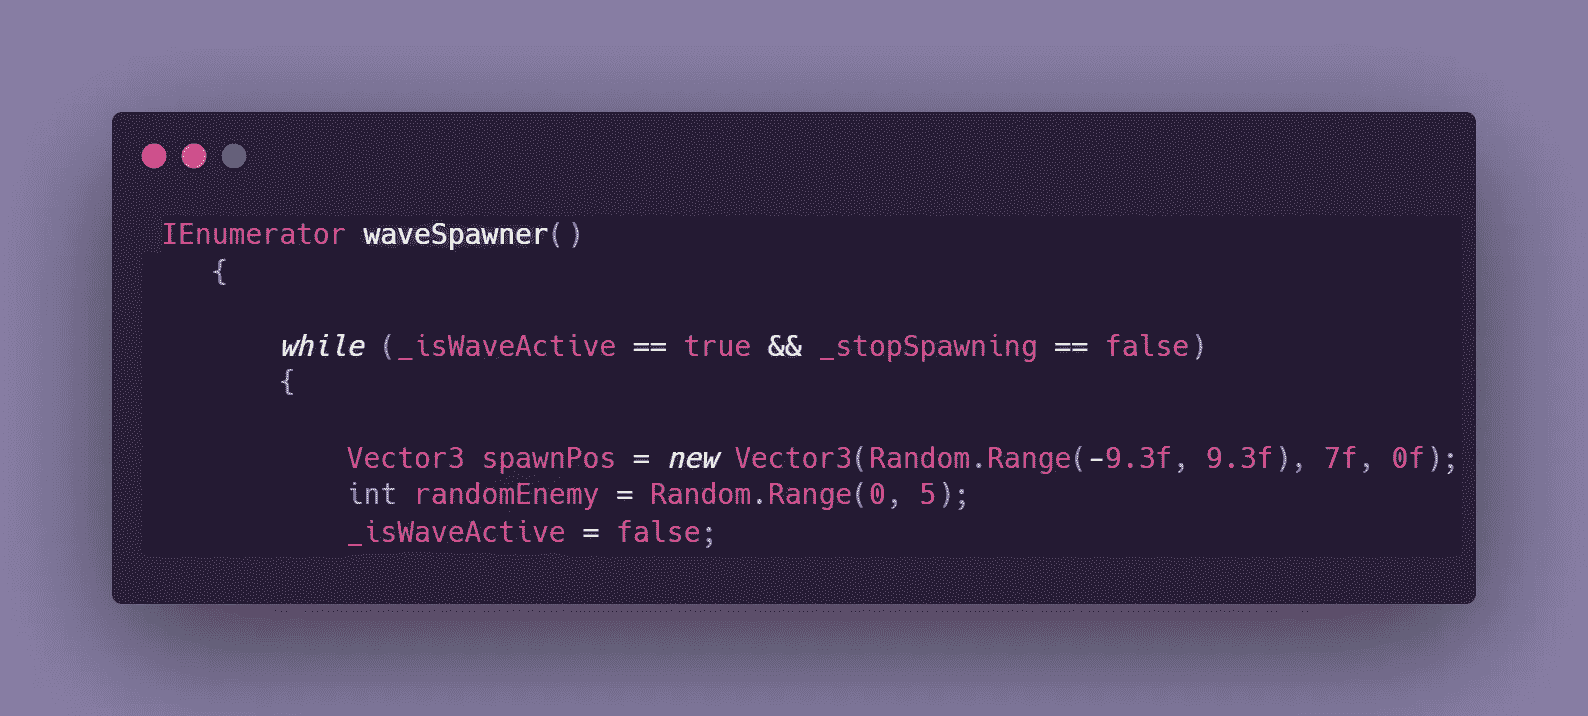 IEnumerator waveSpawner()
{
while (_isWaveActive == true && _stopSpawning == false)
{
Vector3 spawnPos = new Vector3(Random.Range(-9.3f, 9.3f), 7f, 0f);
int randomEnemy = Random.Range(0, 5);
_isWaveActive = false;